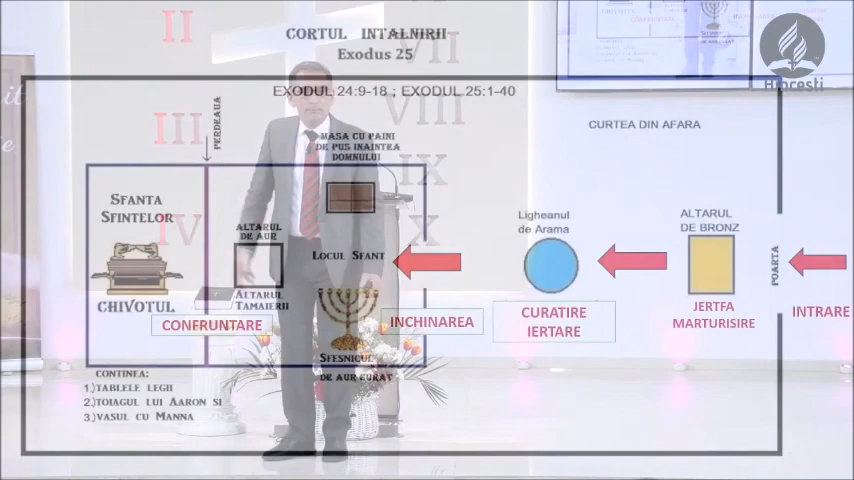 CORTUL INTALNIRII
Exodus 25
EXODUL 24:9-18 ; EXODUL 25:1-40
Hincesti
II
III
IV
VII
VIII
IX
X
PERDEAUA
MASA CU PAINI
DE PUS INAINTEA
DOMNULUI
CURTEA DIN AFARA
SFANTA
SFINTELOR
CHIVOTUL
ALTARUL
DE AUR
ALTARUL
TAMAIERII
LOCUL SFANT
Ligheanul
de Arama
ALTARUL
DE BRONZ
POARTA
CONFRUNTARE
INCHINAREA
CURATIRE
IERTARE
JERTFA
MARTURISIRE
INTRARE
SFESNICUL
DE AUR CURAT
CONTINEA:
1.)TABLELE LEGII
2.)TOIAGUL LUI AARON SI
3.)VASUL CU MANNA